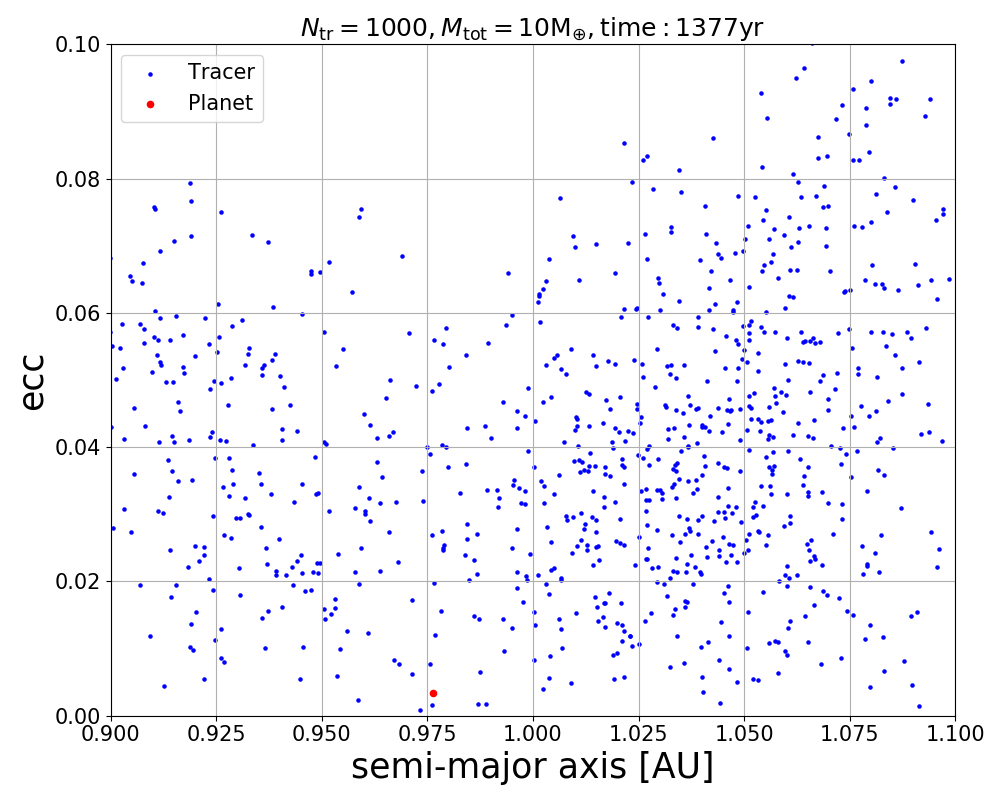 N_tr = 1000, M_tot = 10M_⊕, time : 1377yr
0.10
Tracer
Planet
0.08
0.06
ecc
0.04
0.02
0.00
0.900 0.925 0.950 0.975 1.000 1.025 1.050 1.075 1.100
semi-major axis [AU]